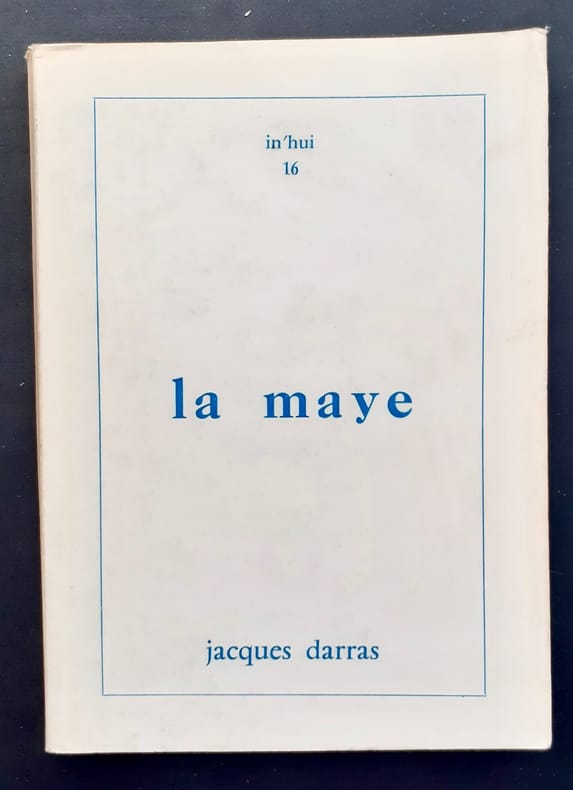 in'hui
16
la maye
jacques darras